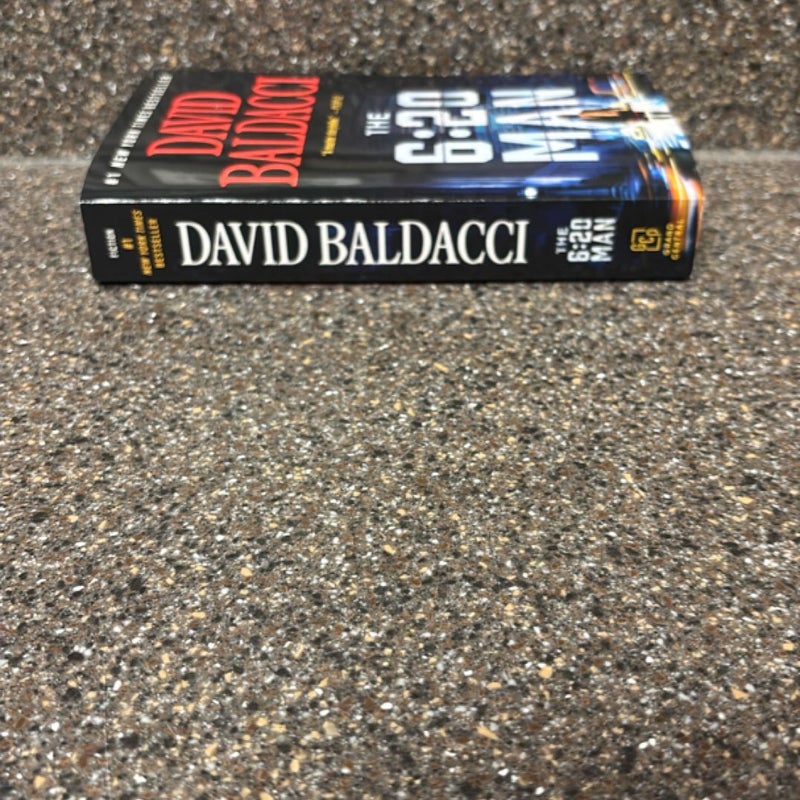 #1 NEW YORK TIMES BESTSELLER
DAVID
BALDACCI
THE
6:20
MAN
FICTION
#1
NEW YORK TIMES
BESTSELLER
DAVID BALDACCI
THE
6:20
MAN
GCP
GRAND
CENTRAL